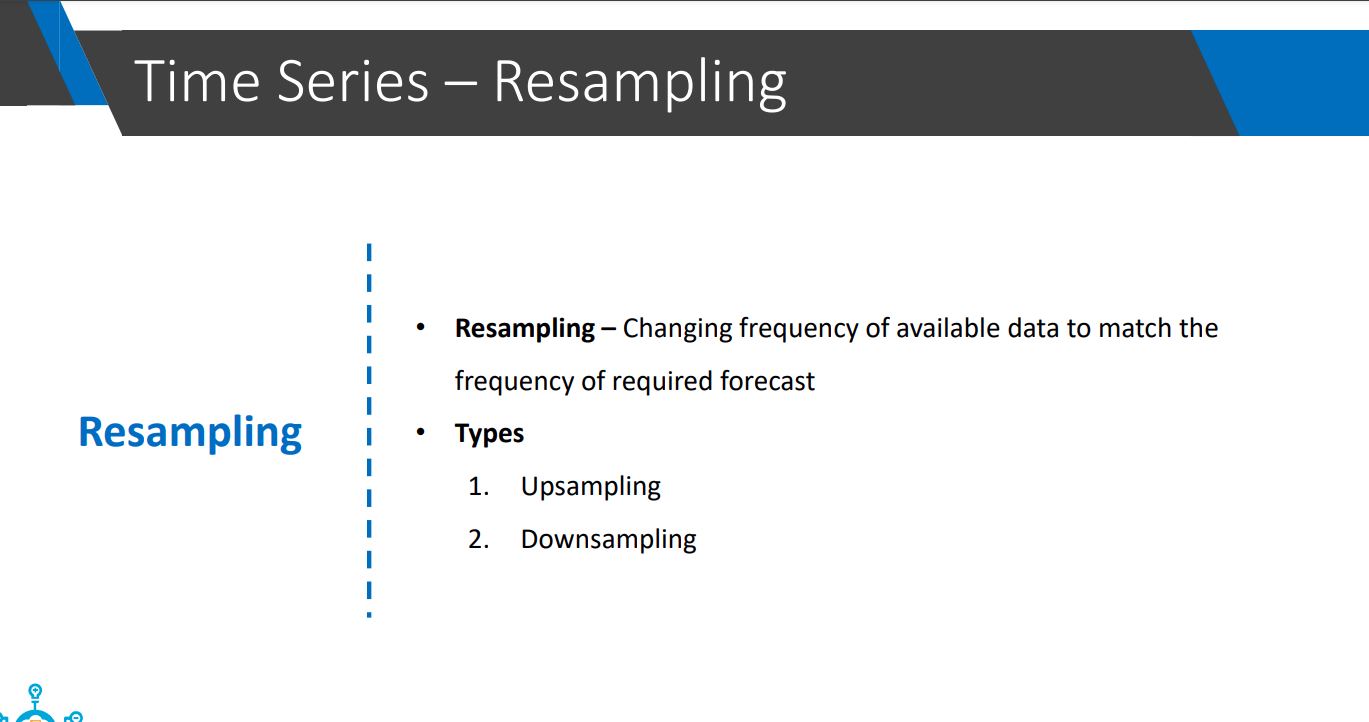 Time Series – Resampling
Resampling
• Resampling – Changing frequency of available data to match the
frequency of required forecast
• Types
1. Upsampling
2. Downsampling